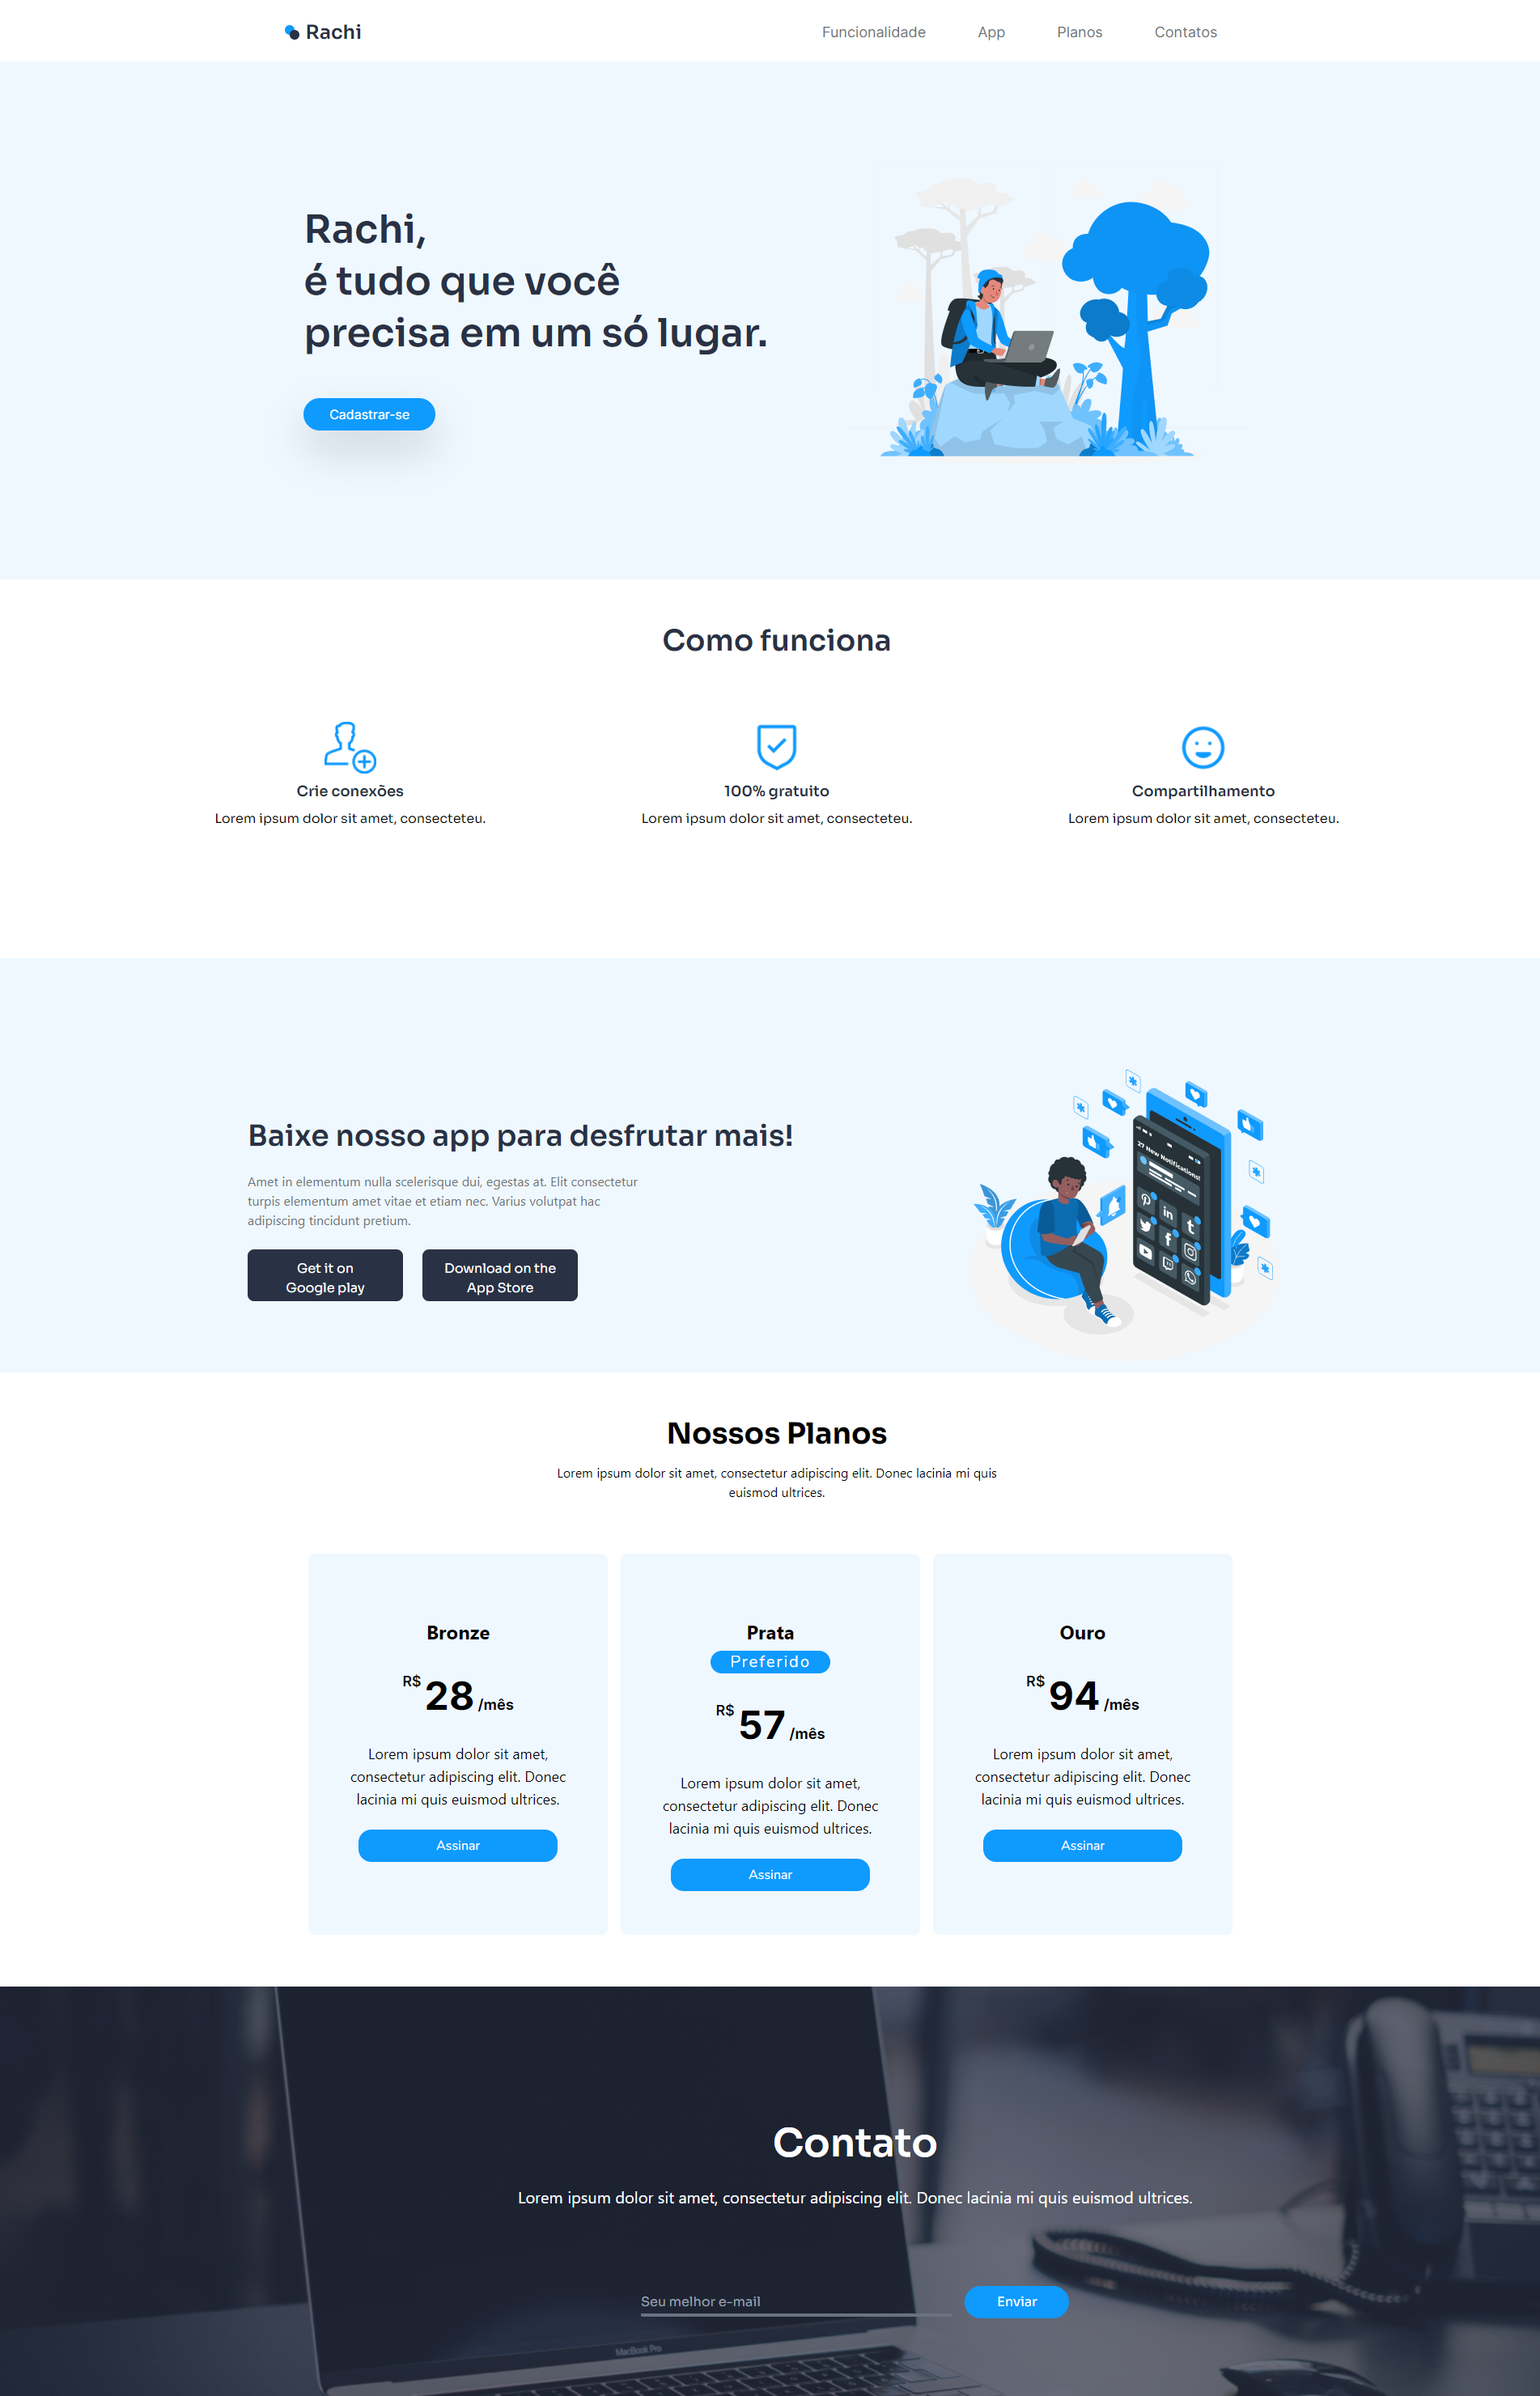 Rachi
Funcionalidade
App
Planos
Contatos
Rachi,
é tudo que você
precisa em um só lugar.
Cadastrar-se
Como funciona
Crie conexões
Lorem ipsum dolor sit amet, consecteteu.
100% gratuito
Lorem ipsum dolor sit amet, consecteteu.
Compartilhamento
Lorem ipsum dolor sit amet, consecteteu.
Baixe nosso app para desfrutar mais!
Amet in elementum nulla scelerisque dui, egestas at. Elit consectetur
turpis elementum amet vitae et etiam nec. Varius volutpat hac
adipiscing tincidunt pretium.
Get it on
Google play
Download on the
App Store
27 New Notifications!
Nossos Planos
Lorem ipsum dolor sit amet, consectetur adipiscing elit. Donec lacinia mi quis
euismod ultrices.
Bronze
R$ 28 /mês
Lorem ipsum dolor sit amet,
consectetur adipiscing elit. Donec
lacinia mi quis euismod ultrices.
Assinar
Prata
Preferido
R$ 57 /mês
Lorem ipsum dolor sit amet,
consectetur adipiscing elit. Donec
lacinia mi quis euismod ultrices.
Assinar
Ouro
R$ 94 /mês
Lorem ipsum dolor sit amet,
consectetur adipiscing elit. Donec
lacinia mi quis euismod ultrices.
Assinar
Contato
Lorem ipsum dolor sit amet, consectetur adipiscing elit. Donec lacinia mi quis euismod ultrices.
Seu melhor e-mail
Enviar
MacBook Pro